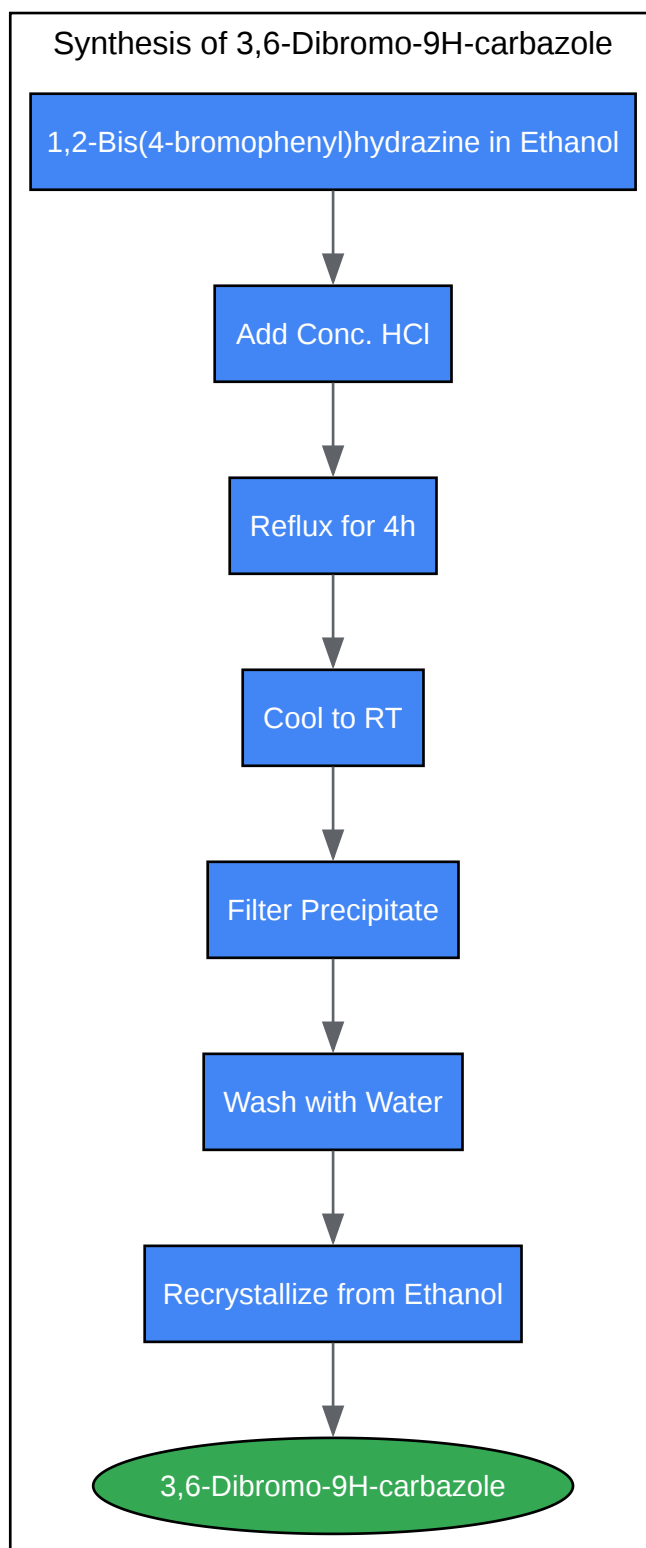 Synthesis of 3,6-Dibromo-9H-carbazole
1,2-Bis(4-bromophenyl)hydrazine in Ethanol
Add Conc. HCl
Reflux for 4h
Cool to RT
Filter Precipitate
Wash with Water
Recrystallize from Ethanol
3,6-Dibromo-9H-carbazole